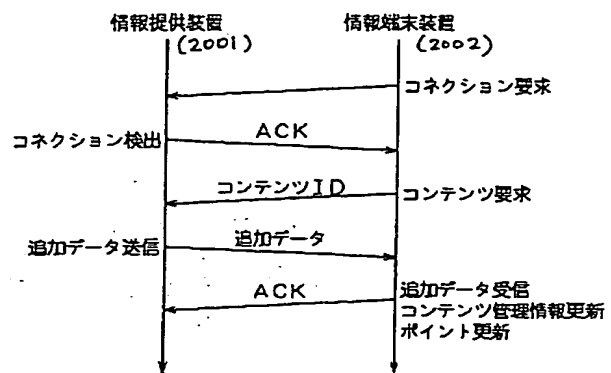 情報提供装置
(2001)
情報端末装置
(2002)
コネクション要求
コネクション検出
ACK
コンテンツID
コンテンツ要求
追加データ送信
追加データ
ACK
追加データ受信
コンテンツ管理情報更新
ポイント更新